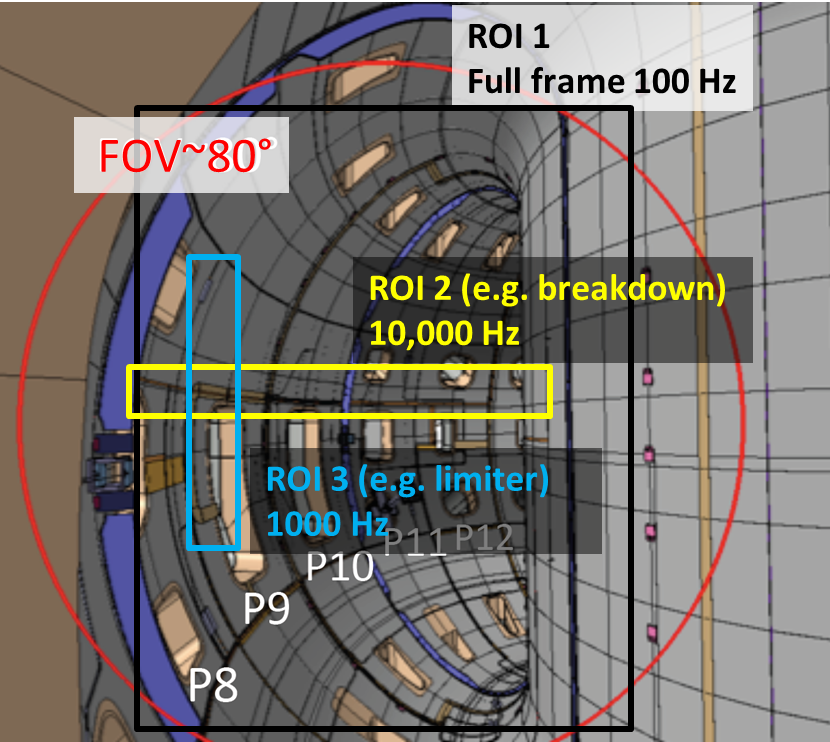 ROI 1
Full frame 100 Hz
FOV~80°
ROI 2 (e.g. breakdown)
10,000 Hz
ROI 3 (e.g. limiter)
1000 Hz
P11
P12
P10
P9
P8